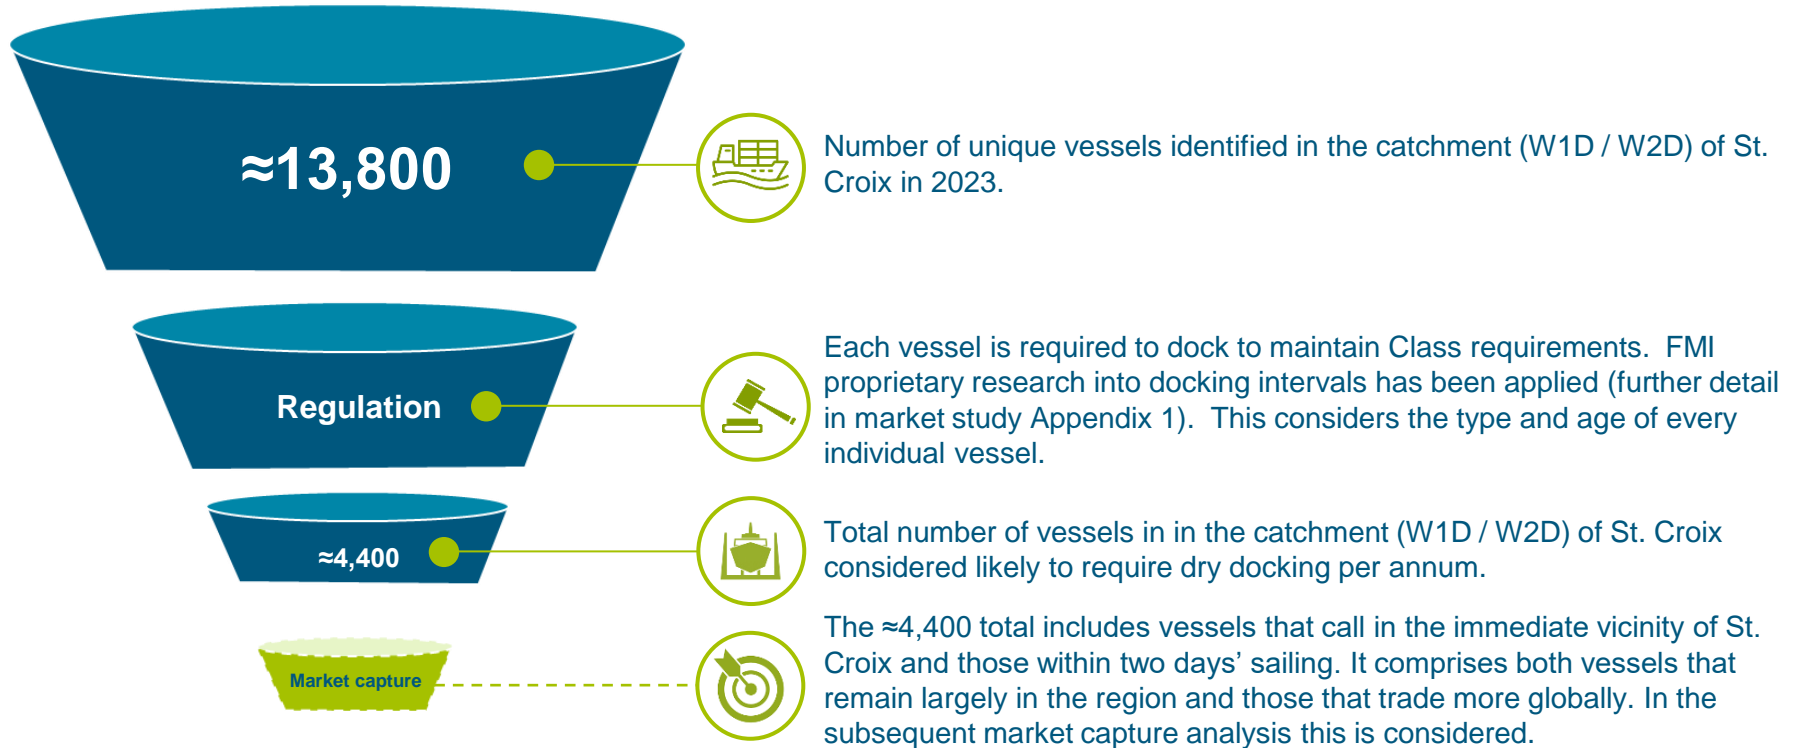 ≈13,800
Number of unique vessels identified in the catchment (W1D / W2D) of St.
Croix in 2023.
Regulation
Each vessel is required to dock to maintain Class requirements.  FMI
proprietary research into docking intervals has been applied (further detail
in market study Appendix 1).  This considers the type and age of every
individual vessel.
≈4,400
Total number of vessels in in the catchment (W1D / W2D) of St. Croix
considered likely to require dry docking per annum.
Market capture
The ≈4,400 total includes vessels that call in the immediate vicinity of St.
Croix and those within two days’ sailing. It comprises both vessels that
remain largely in the region and those that trade more globally. In the
subsequent market capture analysis this is considered.